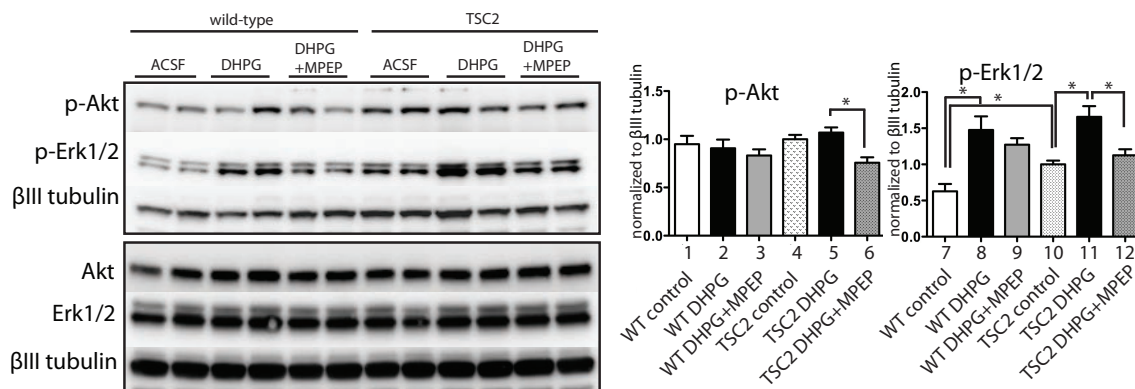 wild-type TSC2
ACSF DHPG DHPG +MPEP ACSF DHPG DHPG +MPEP
p-Akt
p-Erk1/2
βIII tubulin
Akt
Erk1/2
βIII tubulin
p-Akt
normalized to βIII tubulin
1.5
1.0
0.5
0.0
*
1 2 3 4 5 6
WT control
WT DHPG
WT DHPG+MPEP
TSC2 control
TSC2 DHPG
TSC2 DHPG+MPEP
p-Erk1/2
normalized to βIII tubulin
2.0
1.5
1.0
0.5
0.0
* * * *
7 8 9 10 11 12
WT control
WT DHPG
WT DHPG+MPEP
TSC2 control
TSC2 DHPG
TSC2 DHPG+MPEP